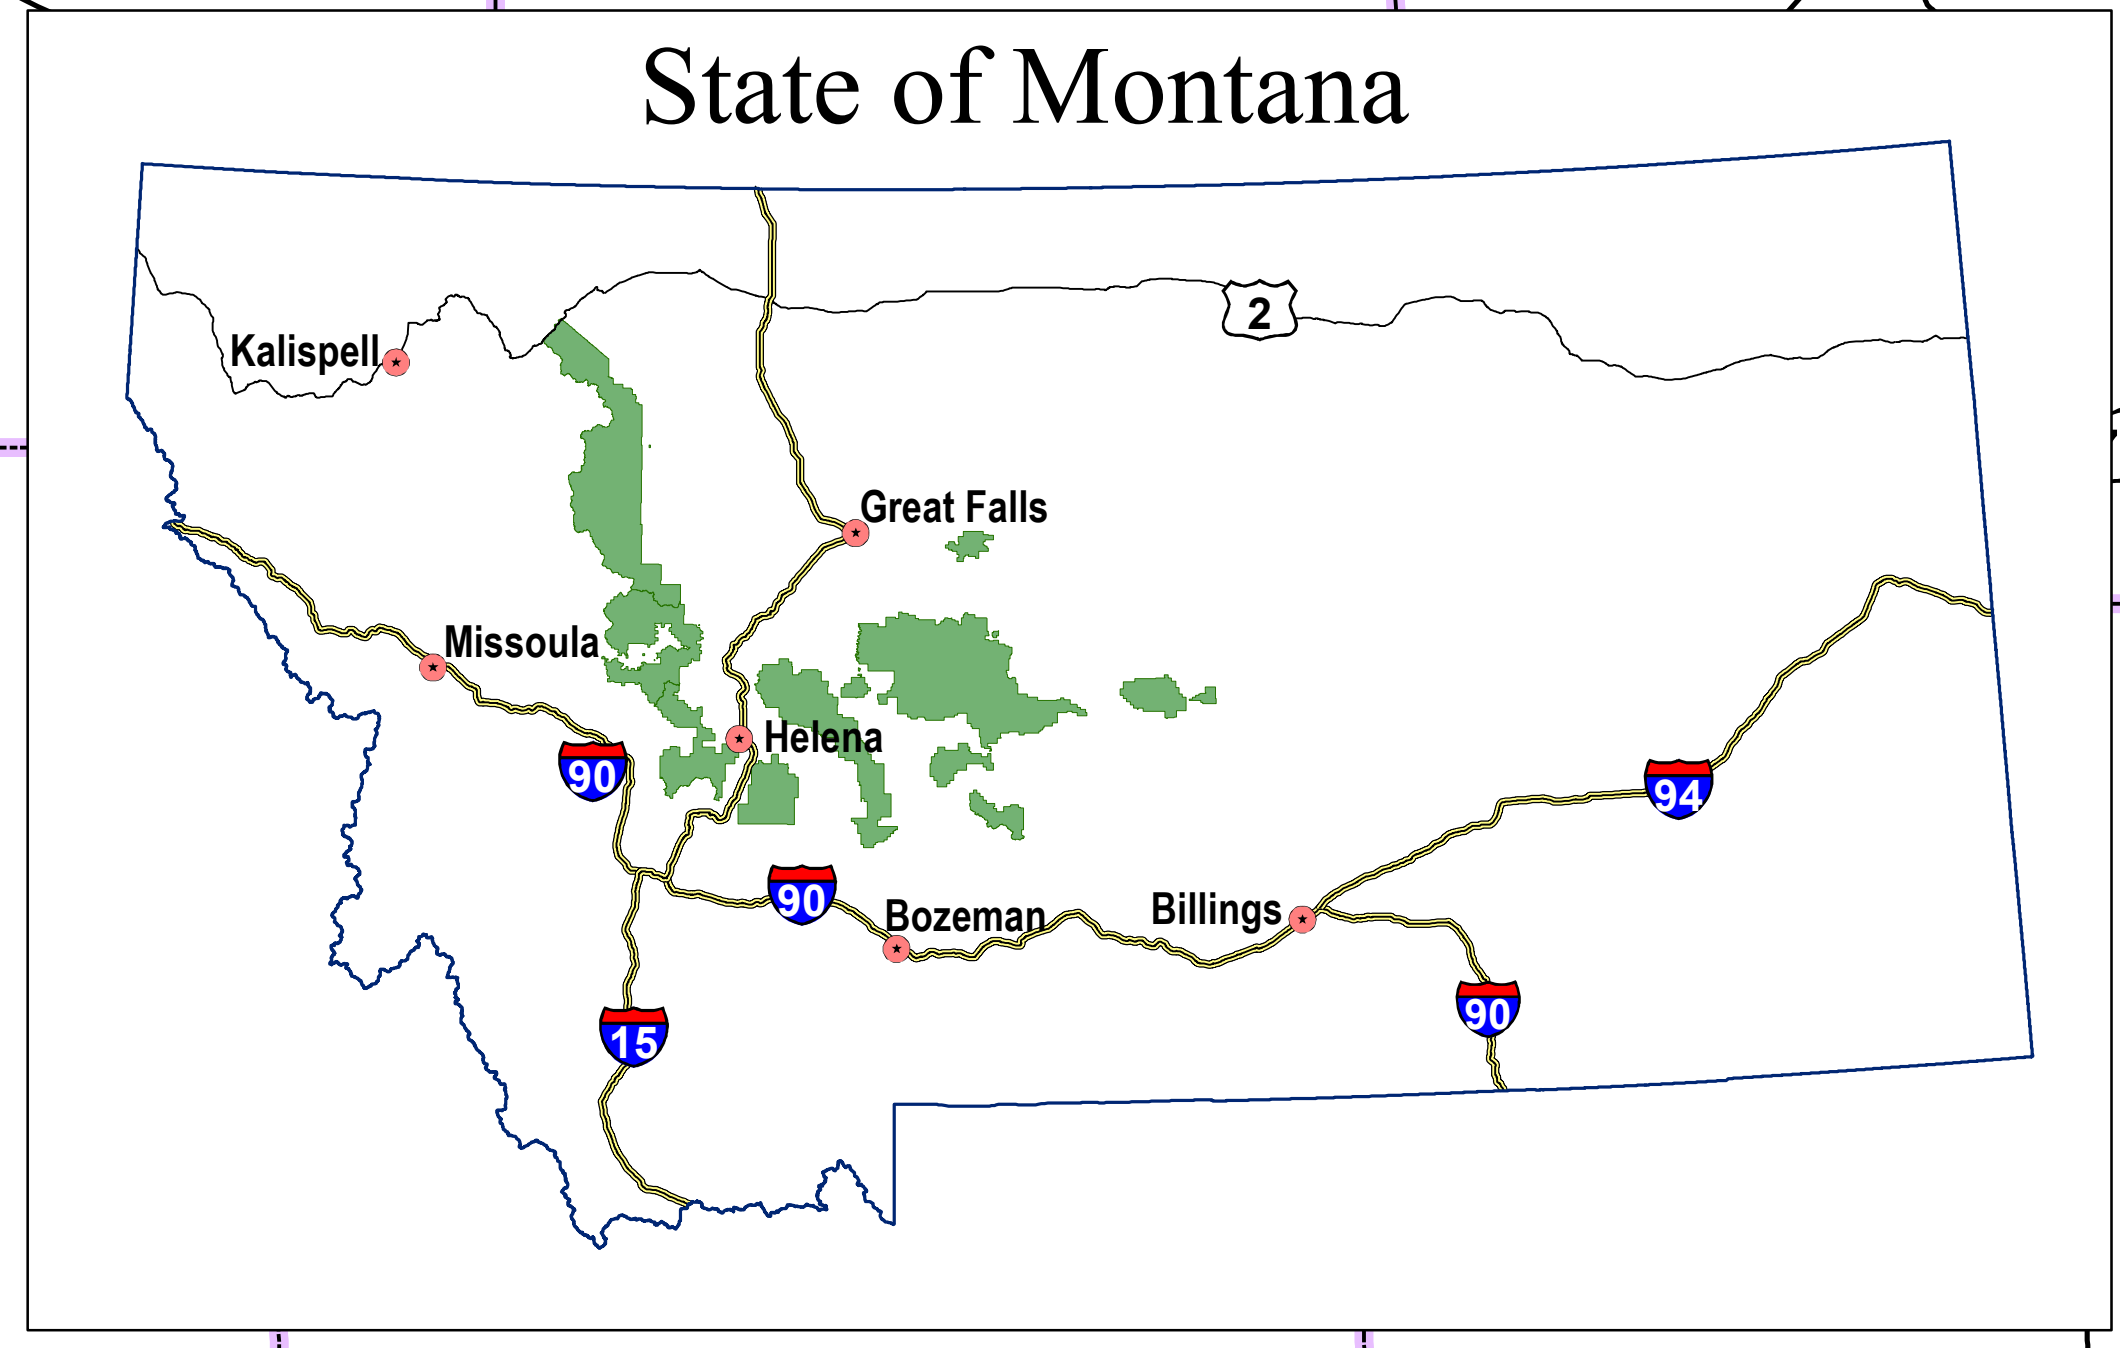 State of Montana
2
Kalispell
Great Falls
Missoula
Helena
90
94
90
Bozeman
Billings
90
15